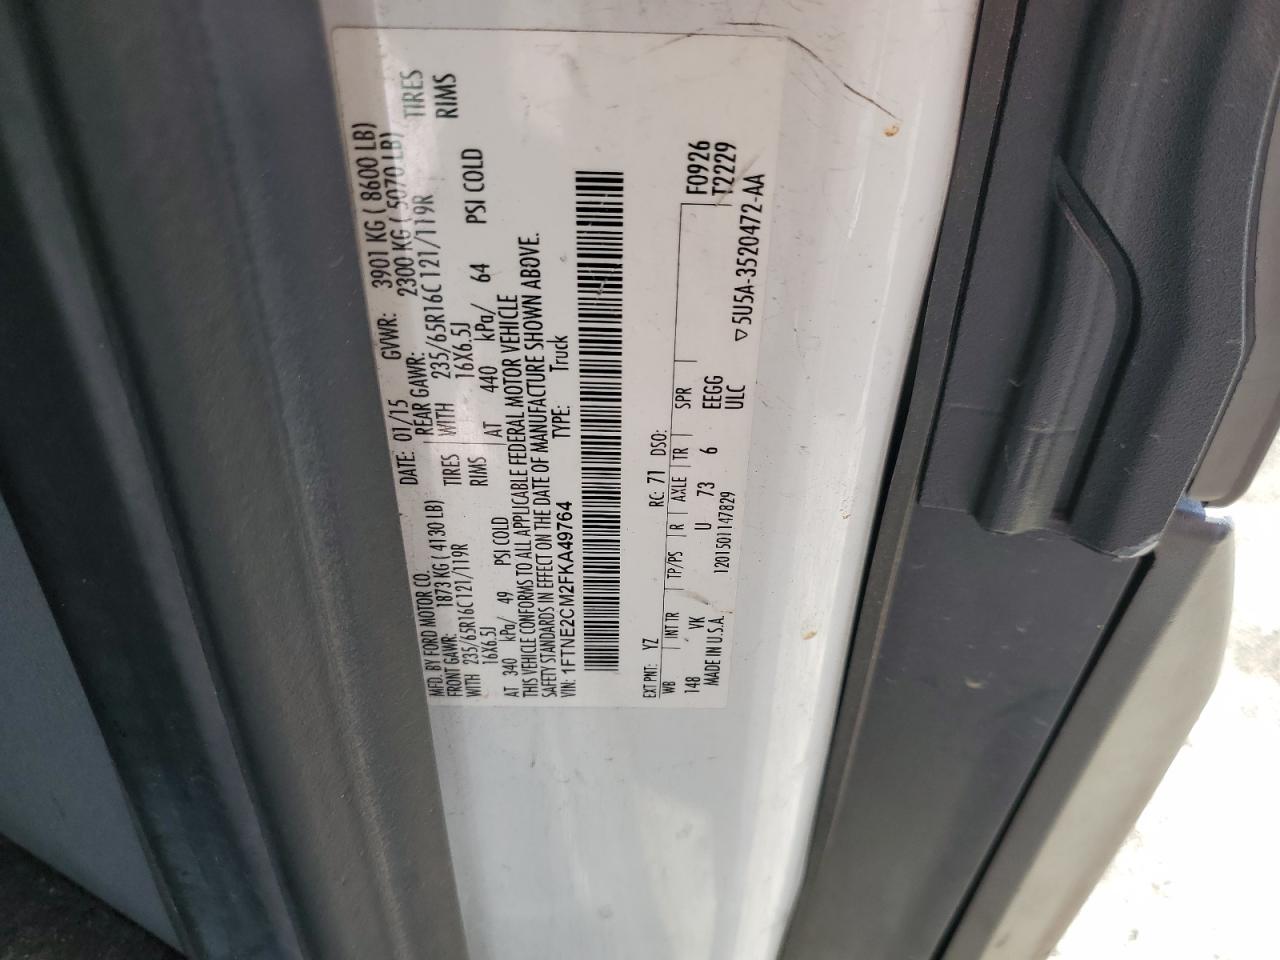 MFD. BY FORD MOTOR CO. DATE: 01/15 GVWR: 3901 KG ( 8600 LB)
FRONT GAWR: 1873 KG ( 4130 LB) REAR GAWR: 2300 KG ( 5070 LB)
WITH 235/65R16C 121/119R TIRES WITH 235/65R16C 121/119R TIRES
16X6.5J RIMS 16X6.5J RIMS
AT 340 kPa/ 49 PSI COLD AT 440 kPa/ 64 PSI COLD
THIS VEHICLE CONFORMS TO ALL APPLICABLE FEDERAL MOTOR VEHICLE
SAFETY STANDARDS IN EFFECT ON THE DATE OF MANUFACTURE SHOWN ABOVE.
VIN: 1FTNE2CM2FKA49764 TYPE: Truck
EXT PNT: YZ RC: 71 DSO: F0926
WB INT TR TP/PS R AXLE TR SPR T2229
148 VK U 73 6 EEGG
MADE IN U.S.A. 1201501147829 ULC ▽5U5A-3520472-AA